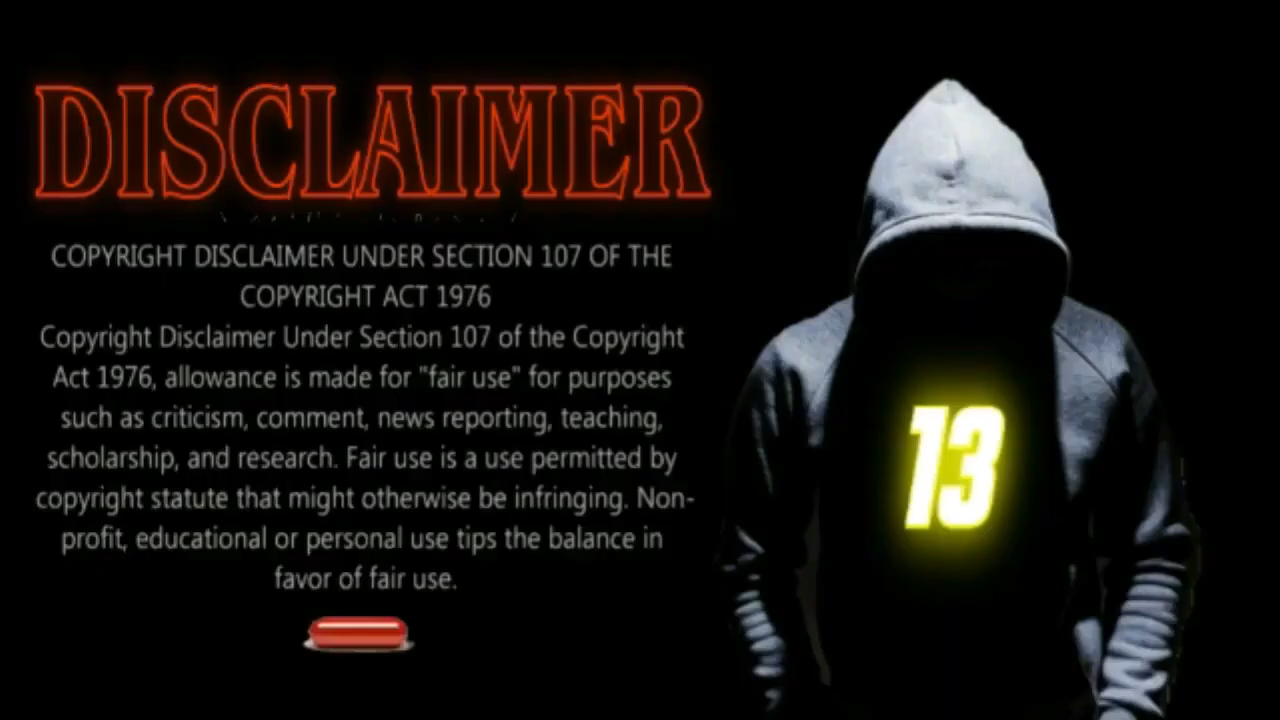 DISCLAIMER
COPYRIGHT DISCLAIMER UNDER SECTION 107 OF THE
COPYRIGHT ACT 1976
Copyright Disclaimer Under Section 107 of the Copyright
Act 1976, allowance is made for "fair use" for purposes
such as criticism, comment, news reporting, teaching,
scholarship, and research. Fair use is a use permitted by
copyright statute that might otherwise be infringing. Non-
profit, educational or personal use tips the balance in
favor of fair use.
13